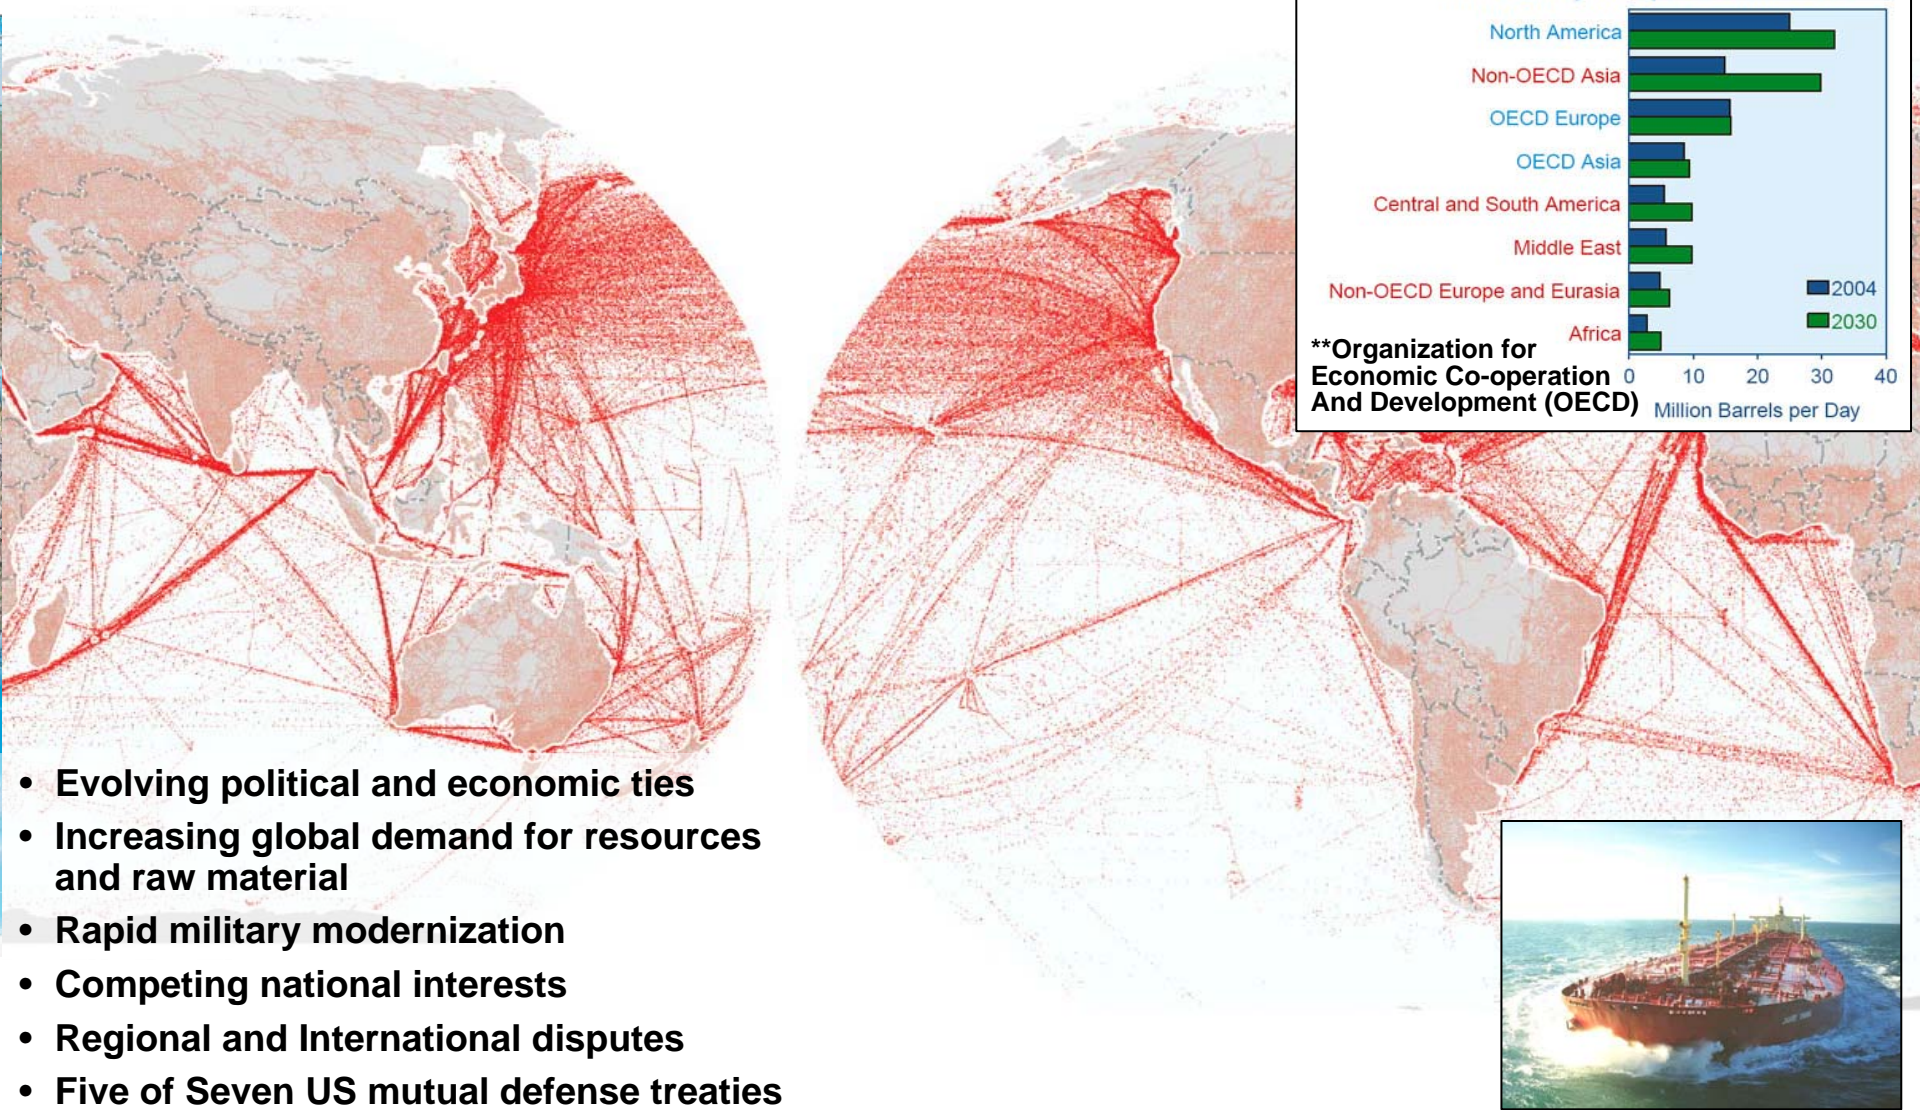 North America
Non-OECD Asia
OECD Europe
OECD Asia
Central and South America
Middle East
Non-OECD Europe and Eurasia
Africa
2004
2030
0 10 20 30 40
Million Barrels per Day
**Organization for
Economic Co-operation
And Development (OECD)
• Evolving political and economic ties
• Increasing global demand for resources
and raw material
• Rapid military modernization
• Competing national interests
• Regional and International disputes
• Five of Seven US mutual defense treaties